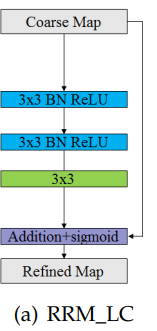 Coarse Map
3x3 BN ReLU
3x3 BN ReLU
3x3
Addition+sigmoid
Refined Map
(a) RRM_LC